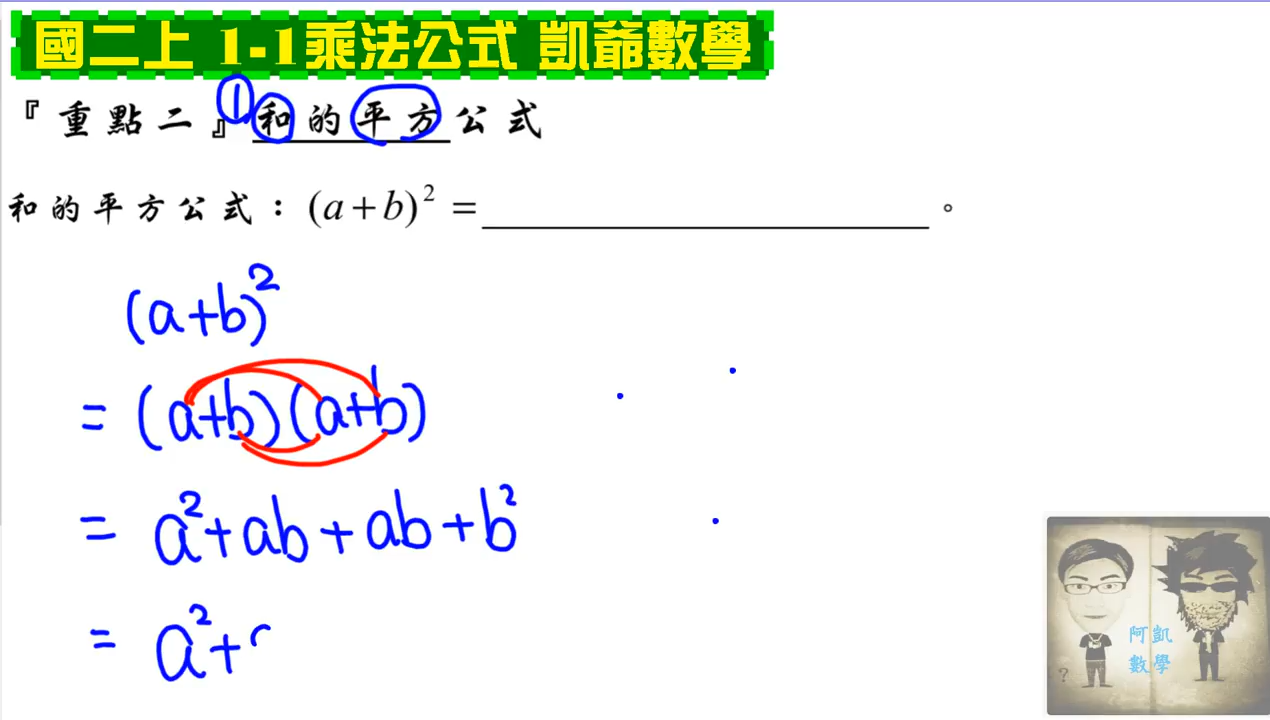 國二上 1-1乘法公式 凱爺數學
『重點二』①和的平方公式
和的平方公式：(a+b)²=＿＿＿＿＿＿＿＿。
(a+b)²
= (a+b)(a+b)
= a²+ab+ab+b²
= a²+
阿凱
數學
?